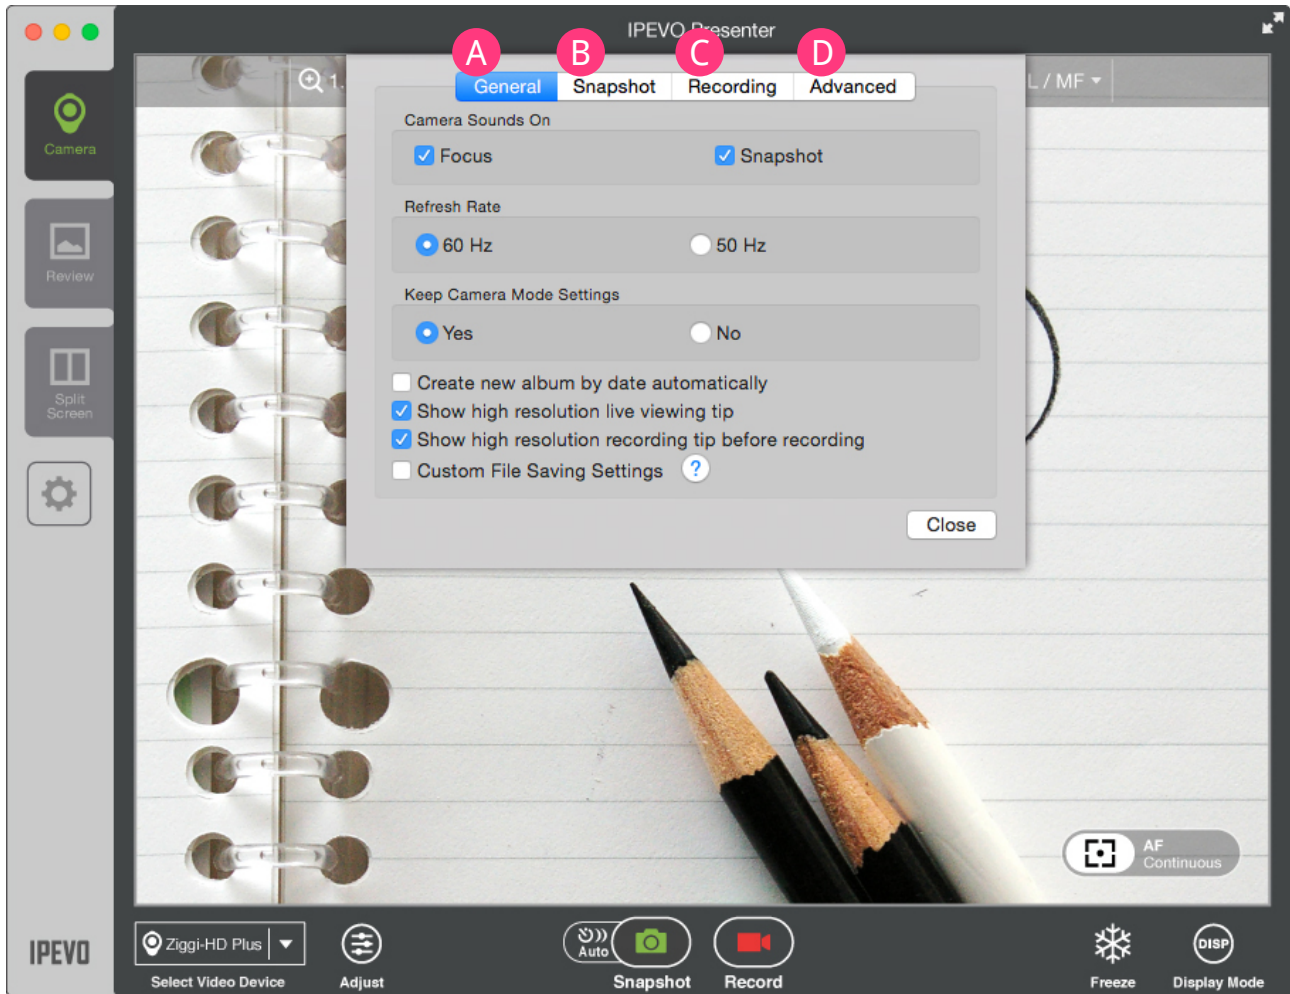 IPEVO Presenter
A
B
C
D
1.
General
Snapshot
Recording
Advanced
L / MF
Camera Sounds On
Focus
Snapshot
Refresh Rate
60 Hz
50 Hz
Keep Camera Mode Settings
Yes
No
Create new album by date automatically
Show high resolution live viewing tip
Show high resolution recording tip before recording
Custom File Saving Settings ?
Close
Camera
Review
Split
Screen
AF
Continuous
IPEVO
Ziggi-HD Plus
Select Video Device
Adjust
Auto
Snapshot
Record
Freeze
DISP
Display Mode